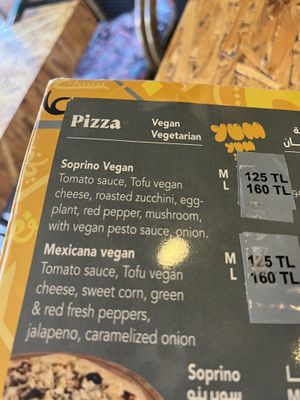 Pizza
Vegan
Vegetarian
YUM
YUM
Soprino Vegan
M 125 TL
L 160 TL
Tomato sauce, Tofu vegan
cheese, roasted zucchini, egg-
plant, red pepper, mushroom,
with vegan pesto sauce, onion.
Mexicana vegan
M 125 TL
L 160 TL
Tomato sauce, Tofu vegan
cheese, sweet corn, green
& red fresh peppers,
jalapeno, caramelized onion
Soprino
سوبرينو